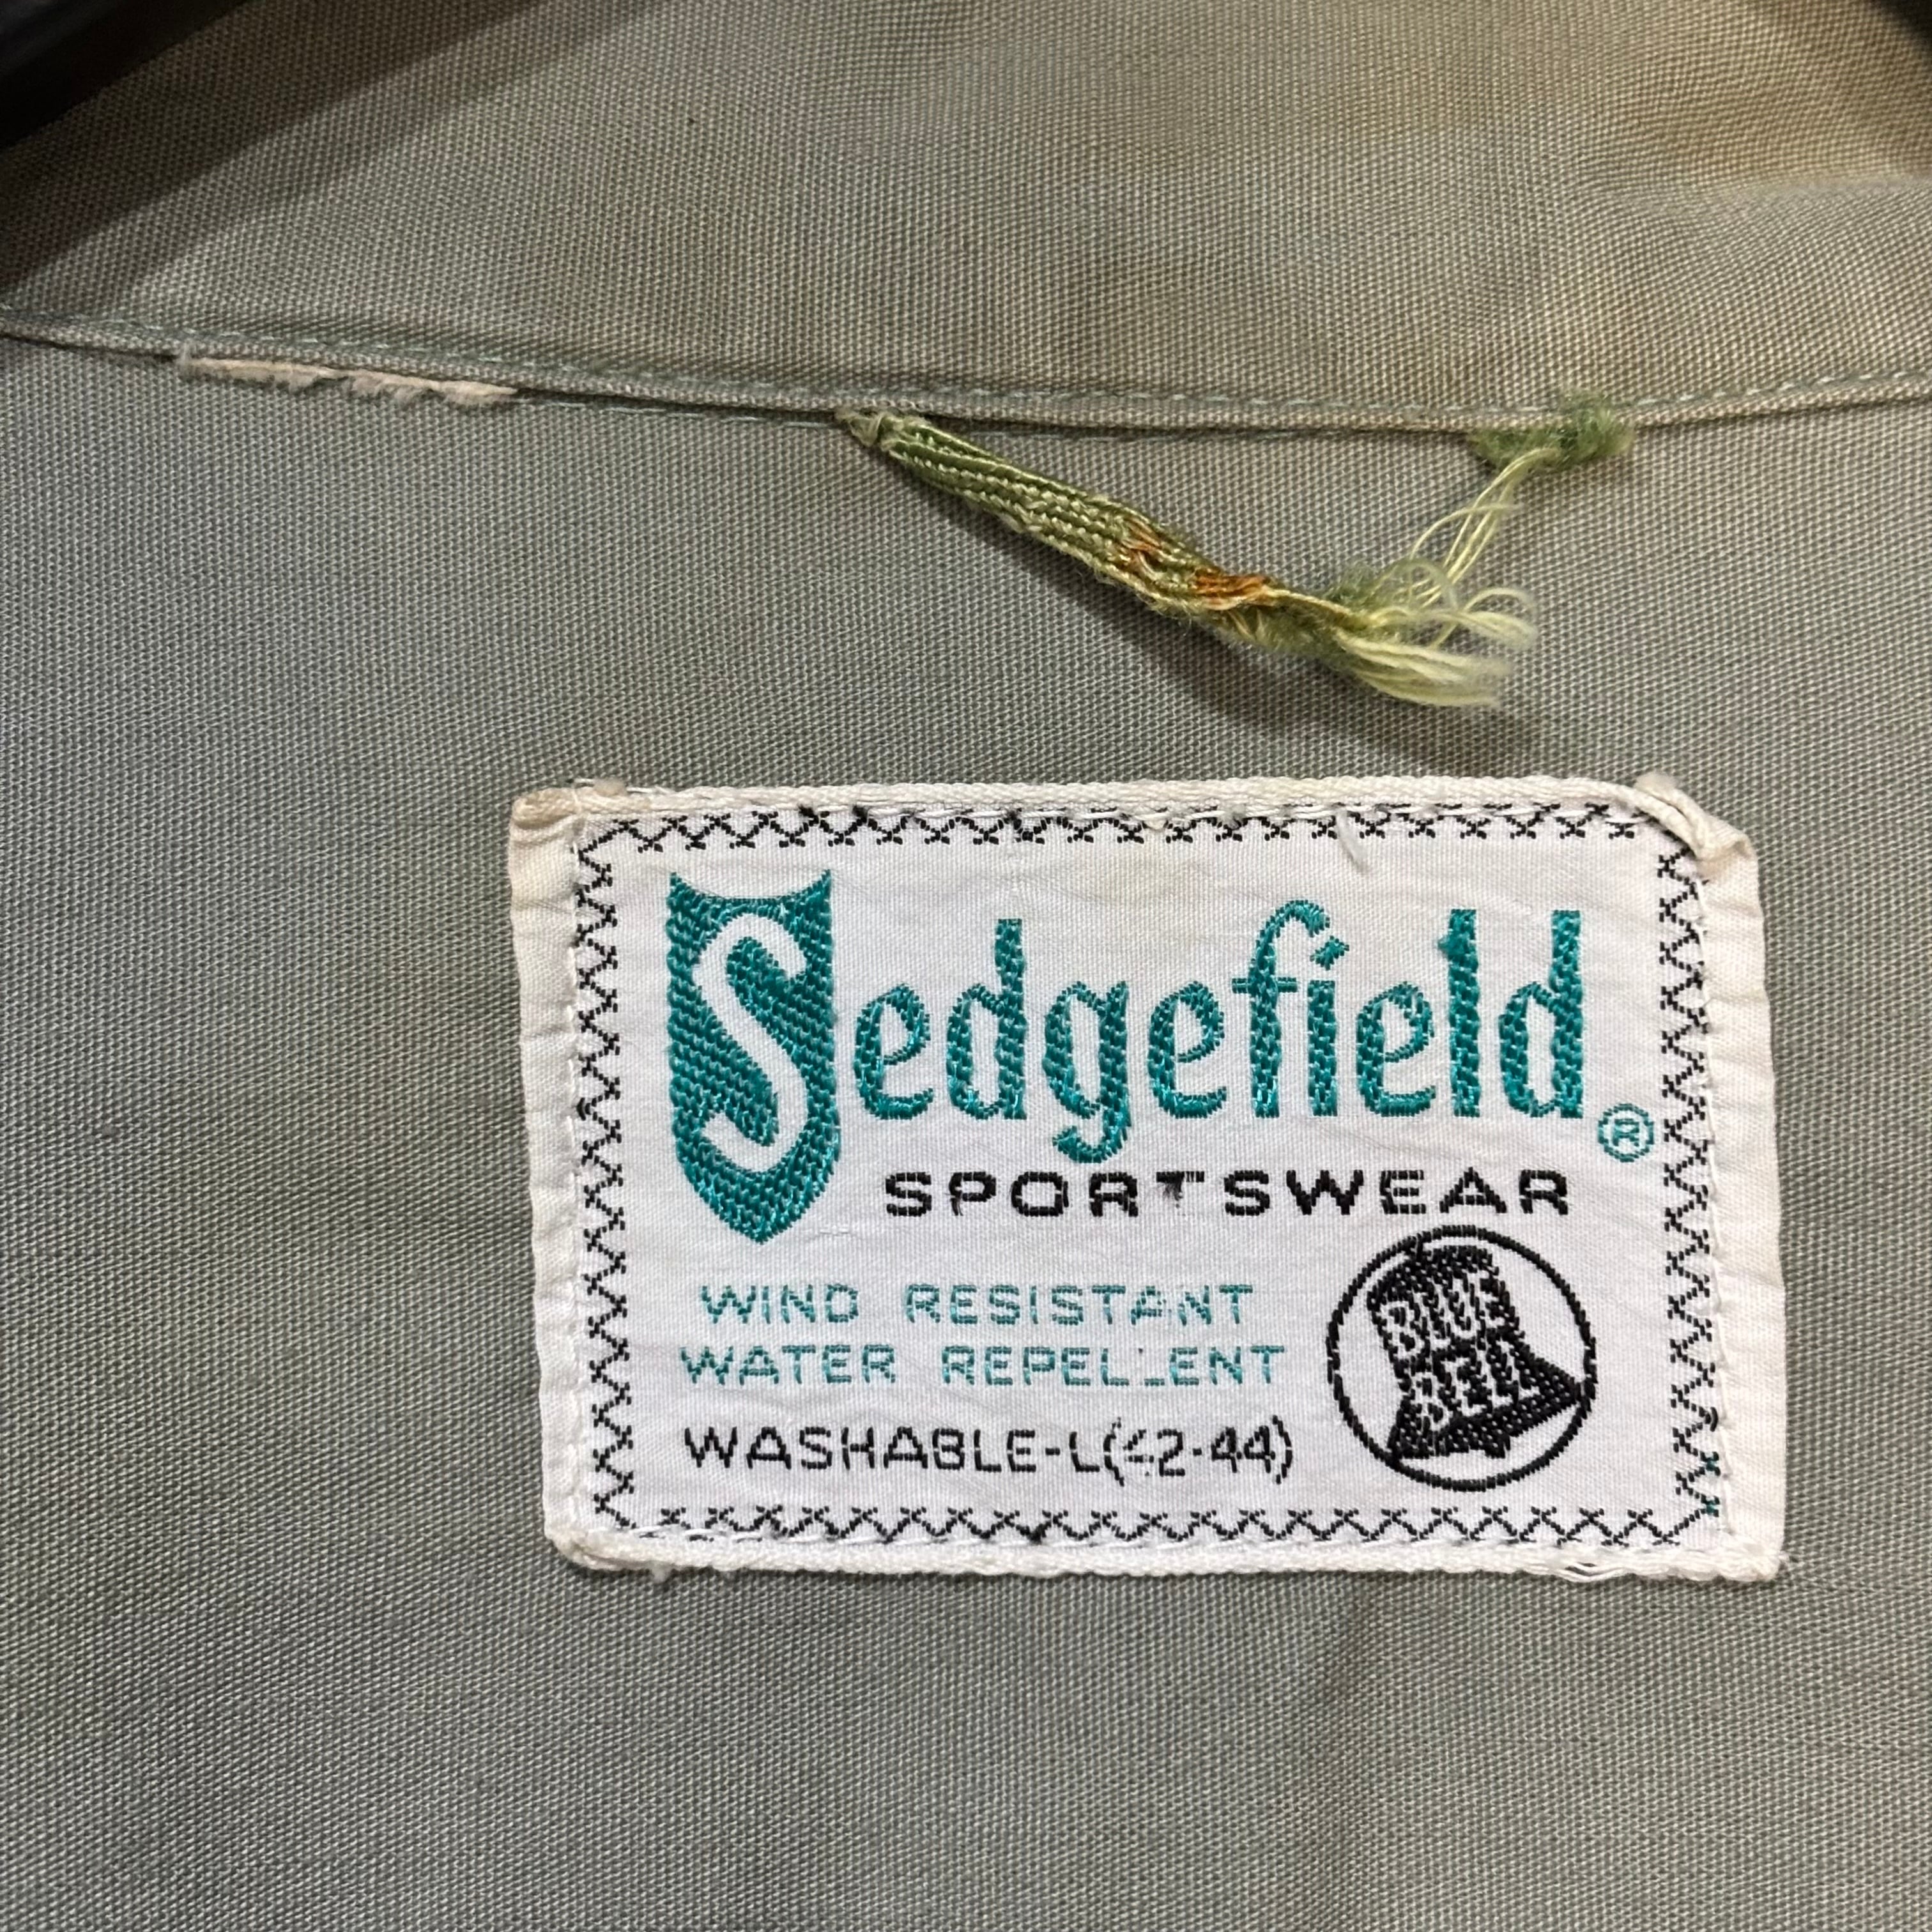 Sedgefield®
SPORTSWEAR
WIND RESISTANT
WATER REPELLENT
WASHABLE-L(42-44)
BLUE
BELL